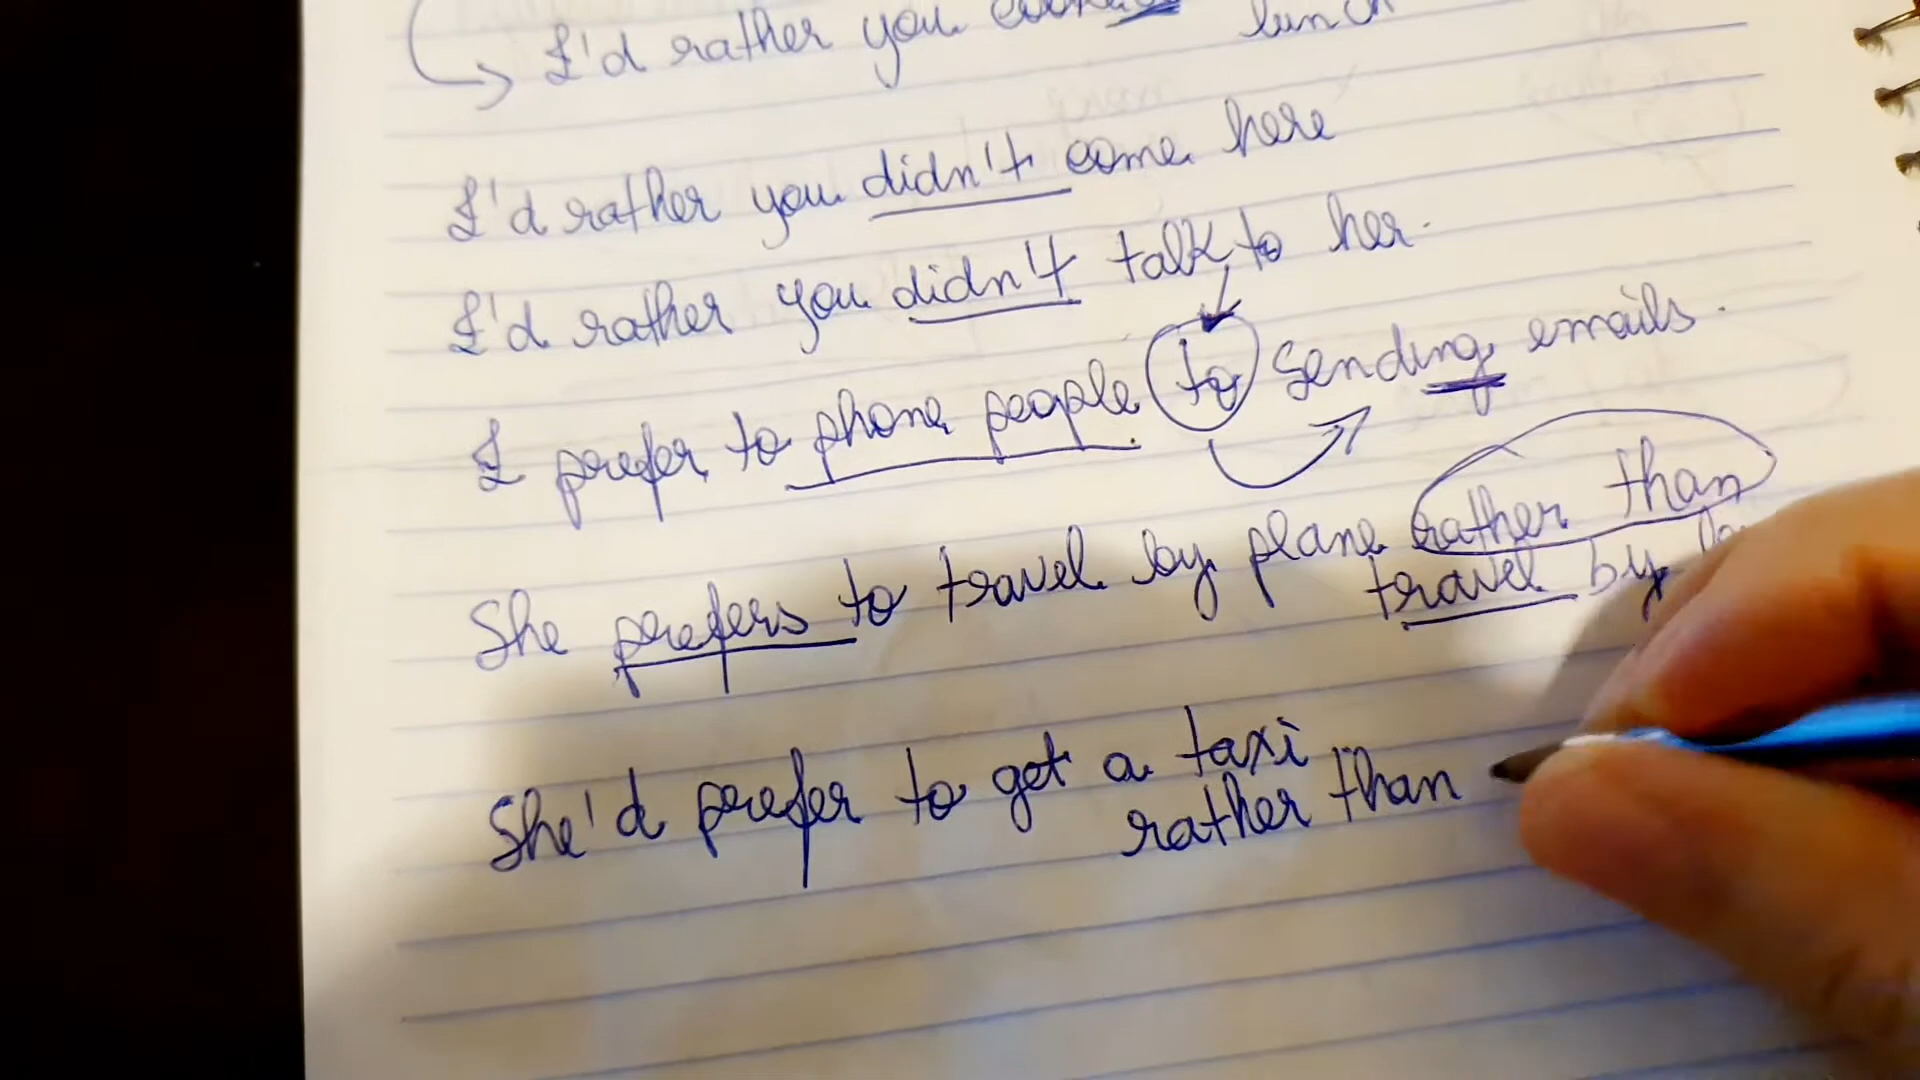 I'd rather you lunch
I'd rather you didn't come here
I'd rather you didn't talk to her.
I prefer to phone people to sending emails.
She prefers to travel by plane rather than
travel by
She'd prefer to get a taxi
rather than